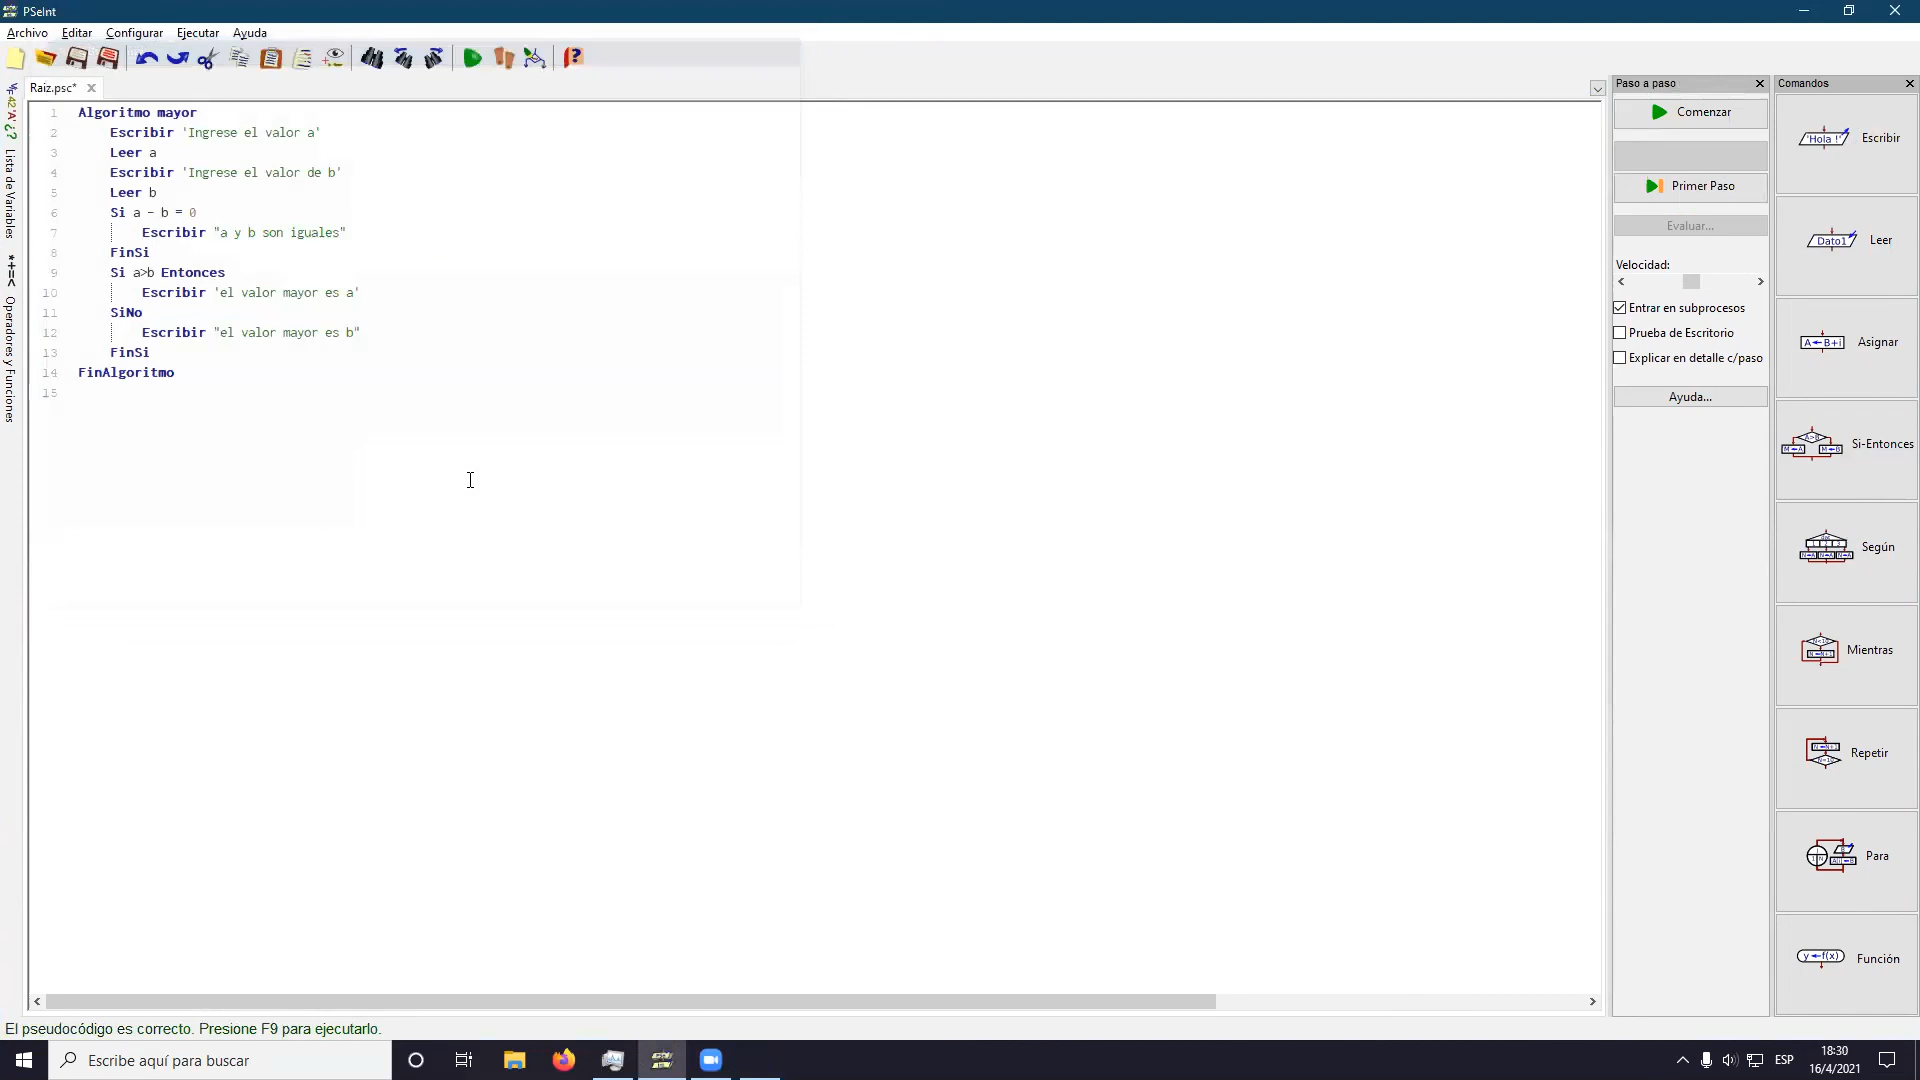 PSeInt
Archivo Editar Configurar Ejecutar Ayuda
Raiz.psc*
Lista de Variables
Operadores y Funciones
1 Algoritmo mayor
2 Escribir 'Ingrese el valor a'
3 Leer a
4 Escribir 'Ingrese el valor de b'
5 Leer b
6 Si a - b = 0
7 Escribir "a y b son iguales"
8 FinSi
9 Si a>b Entonces
10 Escribir 'el valor mayor es a'
11 SiNo
12 Escribir "el valor mayor es b"
13 FinSi
14 FinAlgoritmo
15
Paso a paso
Comenzar
Primer Paso
Evaluar...
Velocidad:
Entrar en subprocesos
Prueba de Escritorio
Explicar en detalle c/paso
Ayuda...
Comandos
'Hola !' Escribir
Dato1 Leer
A←B+i Asignar
A>B M←A M←B Si-Entonces
Según
Mientras
Repetir
Para
y←f(x) Función
El pseudocódigo es correcto. Presione F9 para ejecutarlo.
Escribe aquí para buscar
ESP
18:30
16/4/2021